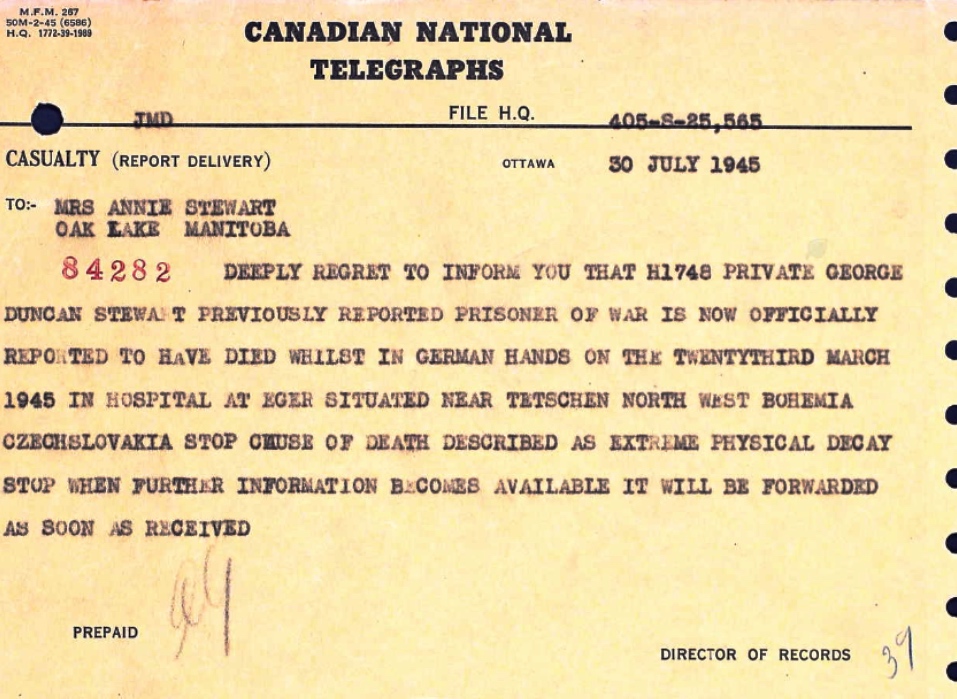 M.F.M. 267
50M-2-45 (6586)
H.Q. 1772-39-1989
CANADIAN NATIONAL
TELEGRAPHS
JMD FILE H.Q. 405-S-25,565
CASUALTY (REPORT DELIVERY) OTTAWA 30 JULY 1945
TO:- MRS ANNIE STEWART
OAK LAKE MANITOBA
84282 DEEPLY REGRET TO INFORM YOU THAT H1748 PRIVATE GEORGE
DUNCAN STEWART PREVIOUSLY REPORTED PRISONER OF WAR IS NOW OFFICIALLY
REPORTED TO HAVE DIED WHILST IN GERMAN HANDS ON THE TWENTYTHIRD MARCH
1945 IN HOSPITAL AT EGER SITUATED NEAR TETSCHEN NORTH WEST BOHEMIA
CZECHSLOVAKIA STOP CAUSE OF DEATH DESCRIBED AS EXTREME PHYSICAL DECAY
STOP WHEN FURTHER INFORMATION BECOMES AVAILABLE IT WILL BE FORWARDED
AS SOON AS RECEIVED
PREPAID
DIRECTOR OF RECORDS 39